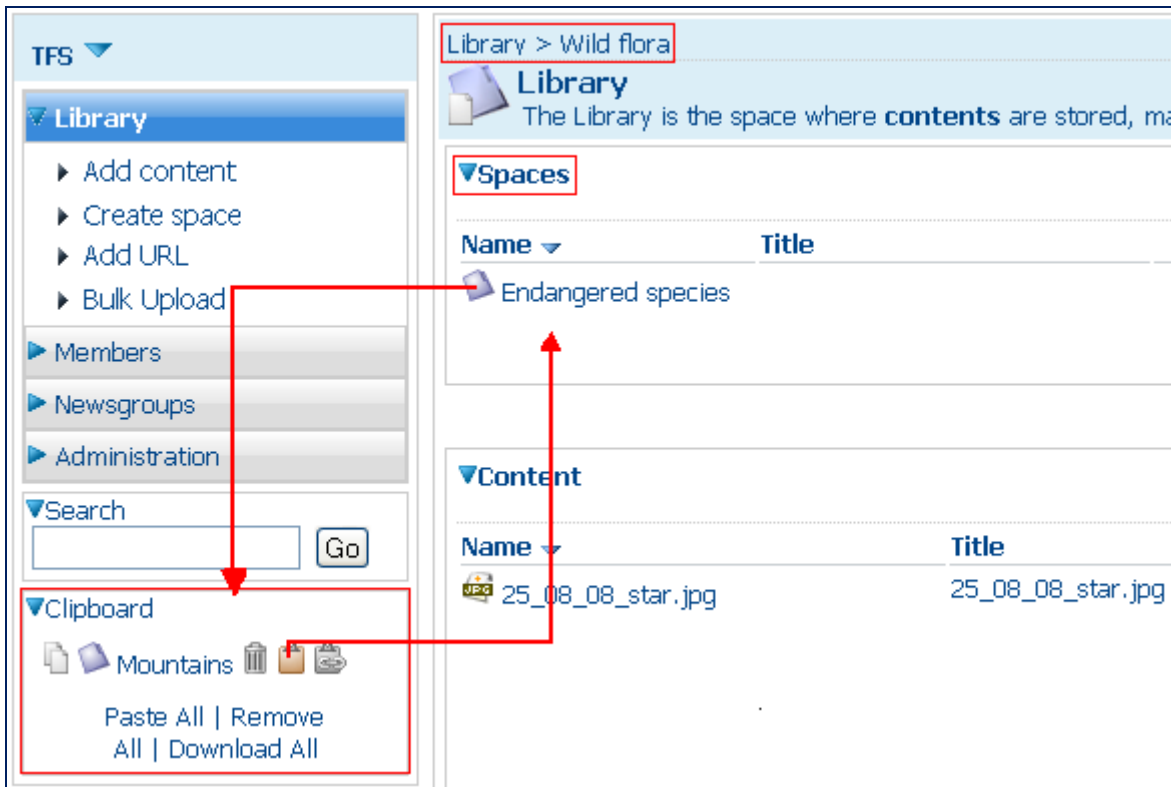 TFS
Library
Add content
Create space
Add URL
Bulk Upload
Members
Newsgroups
Administration
Search
Go
Clipboard
Mountains
Paste All | Remove
All | Download All
Library > Wild flora
Library
The Library is the space where contents are stored, ma
Spaces
Name Title
Endangered species
Content
Name Title
JPG 25_08_08_star.jpg 25_08_08_star.jpg